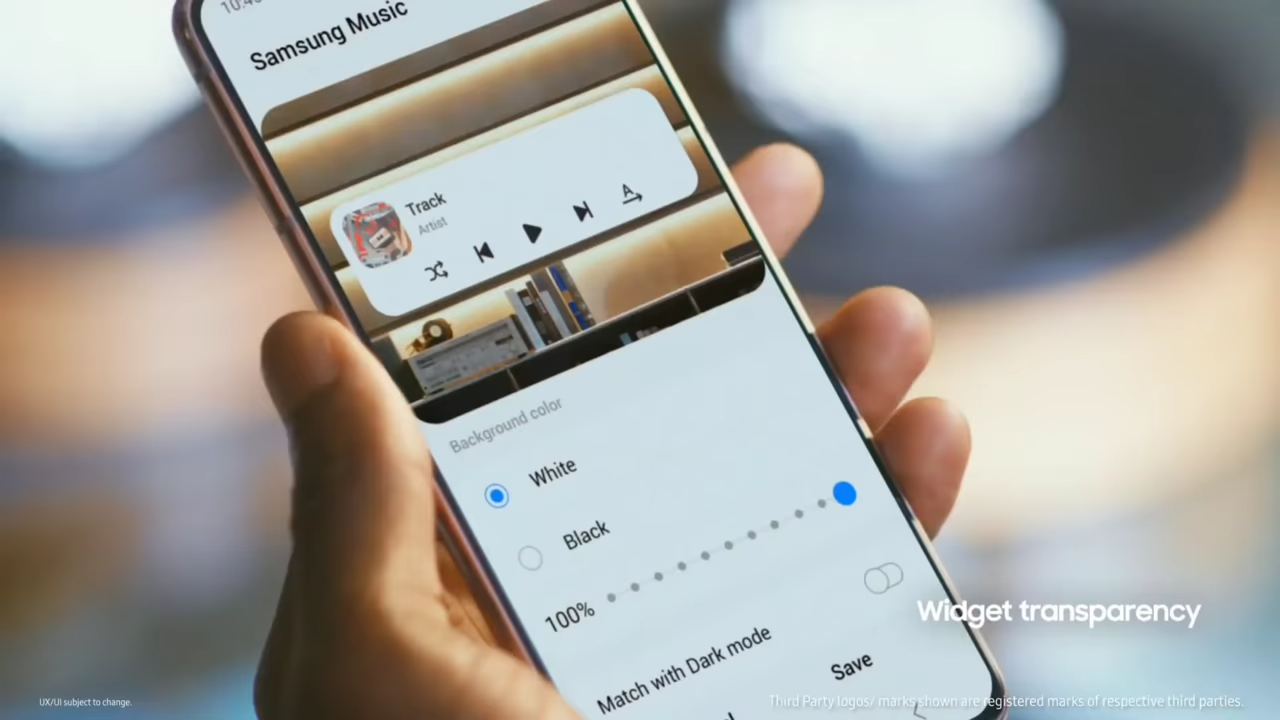 Samsung Music
Track
Artist
Background color
White
Black
100%
Match with Dark mode
Save
Widget transparency
UX/UI subject to change.
Third Party logos/ marks shown are registered marks of respective third parties.